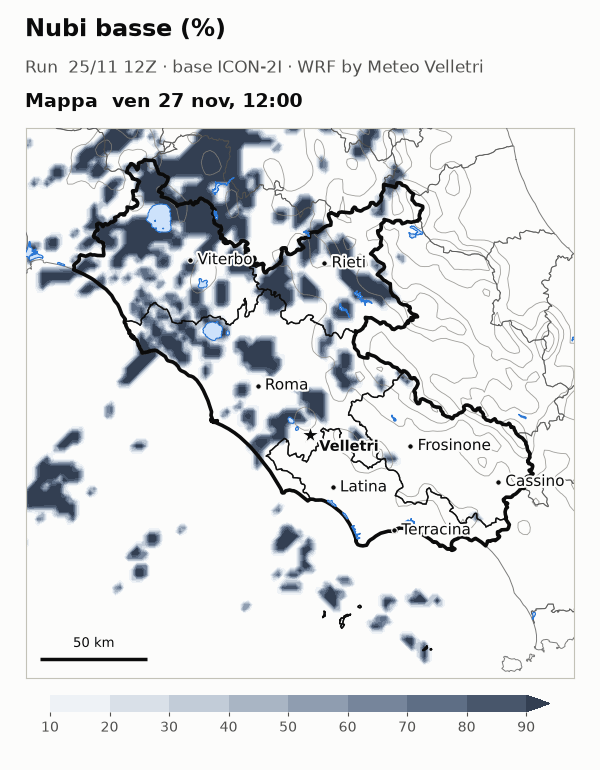 Nubi basse (%)
Run  25/11 12Z · base ICON-2I · WRF by Meteo Velletri
Mappa  ven 27 nov, 12:00
Viterbo
Rieti
Roma
Velletri
Frosinone
Cassino
Latina
Terracina
50 km
10 20 30 40 50 60 70 80 90